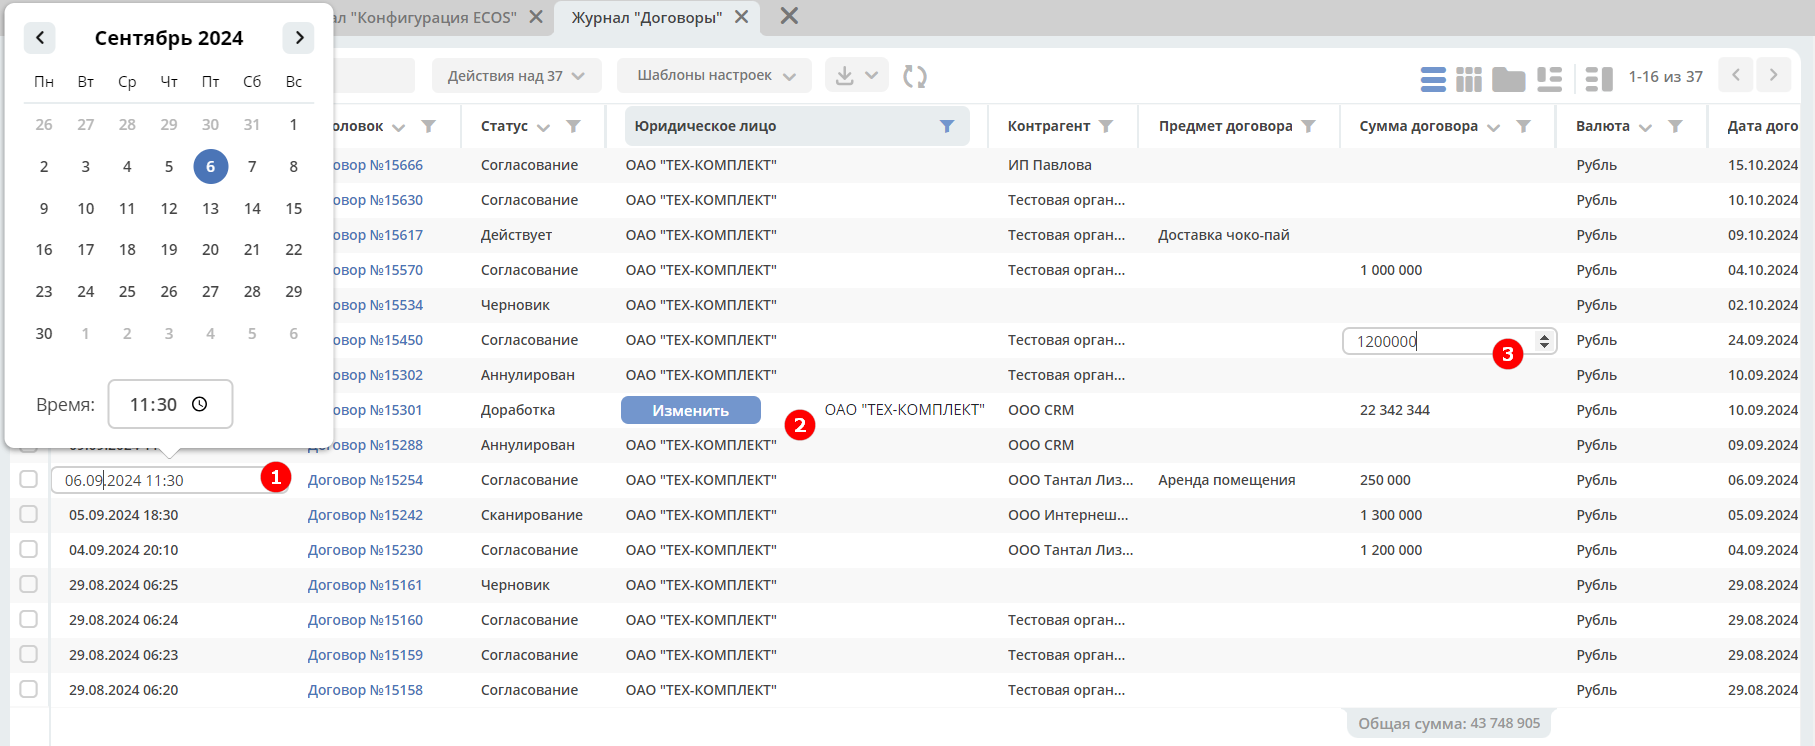 ал "Конфигурация ECOS" Журнал "Договоры"
Сентябрь 2024
Пн Вт Ср Чт Пт Сб Вс
26 27 28 29 30 31 1
2 3 4 5 6 7 8
9 10 11 12 13 14 15
16 17 18 19 20 21 22
23 24 25 26 27 28 29
30 1 2 3 4 5 6
Время: 11:30
Действия над 37 Шаблоны настроек 1-16 из 37
оловок Статус Юридическое лицо Контрагент Предмет договора Сумма договора Валюта Дата дого
овор №15666 Согласование ОАО "ТЕХ-КОМПЛЕКТ" ИП Павлова Рубль 15.10.2024
овор №15630 Согласование ОАО "ТЕХ-КОМПЛЕКТ" Тестовая орган... Рубль 10.10.2024
овор №15617 Действует ОАО "ТЕХ-КОМПЛЕКТ" Тестовая орган... Доставка чоко-пай Рубль 09.10.2024
овор №15570 Согласование ОАО "ТЕХ-КОМПЛЕКТ" Тестовая орган... 1 000 000 Рубль 04.10.2024
овор №15534 Черновик ОАО "ТЕХ-КОМПЛЕКТ" Рубль 02.10.2024
овор №15450 Согласование ОАО "ТЕХ-КОМПЛЕКТ" Тестовая орган... 1200000 3 Рубль 24.09.2024
овор №15302 Аннулирован ОАО "ТЕХ-КОМПЛЕКТ" Тестовая орган... Рубль 10.09.2024
овор №15301 Доработка Изменить 2 ОАО "ТЕХ-КОМПЛЕКТ" ООО CRM 22 342 344 Рубль 10.09.2024
Договор №15288 Аннулирован ОАО "ТЕХ-КОМПЛЕКТ" ООО CRM Рубль 09.09.2024
06.09.2024 11:30 1 Договор №15254 Согласование ОАО "ТЕХ-КОМПЛЕКТ" ООО Тантал Лиз... Аренда помещения 250 000 Рубль 06.09.2024
05.09.2024 18:30 Договор №15242 Сканирование ОАО "ТЕХ-КОМПЛЕКТ" ООО Интернеш... 1 300 000 Рубль 05.09.2024
04.09.2024 20:10 Договор №15230 Согласование ОАО "ТЕХ-КОМПЛЕКТ" ООО Тантал Лиз... 1 200 000 Рубль 04.09.2024
29.08.2024 06:25 Договор №15161 Черновик ОАО "ТЕХ-КОМПЛЕКТ" Рубль 29.08.2024
29.08.2024 06:24 Договор №15160 Согласование ОАО "ТЕХ-КОМПЛЕКТ" Тестовая орган... Рубль 29.08.2024
29.08.2024 06:23 Договор №15159 Согласование ОАО "ТЕХ-КОМПЛЕКТ" Тестовая орган... Рубль 29.08.2024
29.08.2024 06:20 Договор №15158 Согласование ОАО "ТЕХ-КОМПЛЕКТ" Тестовая орган... Рубль 29.08.2024
Общая сумма: 43 748 905